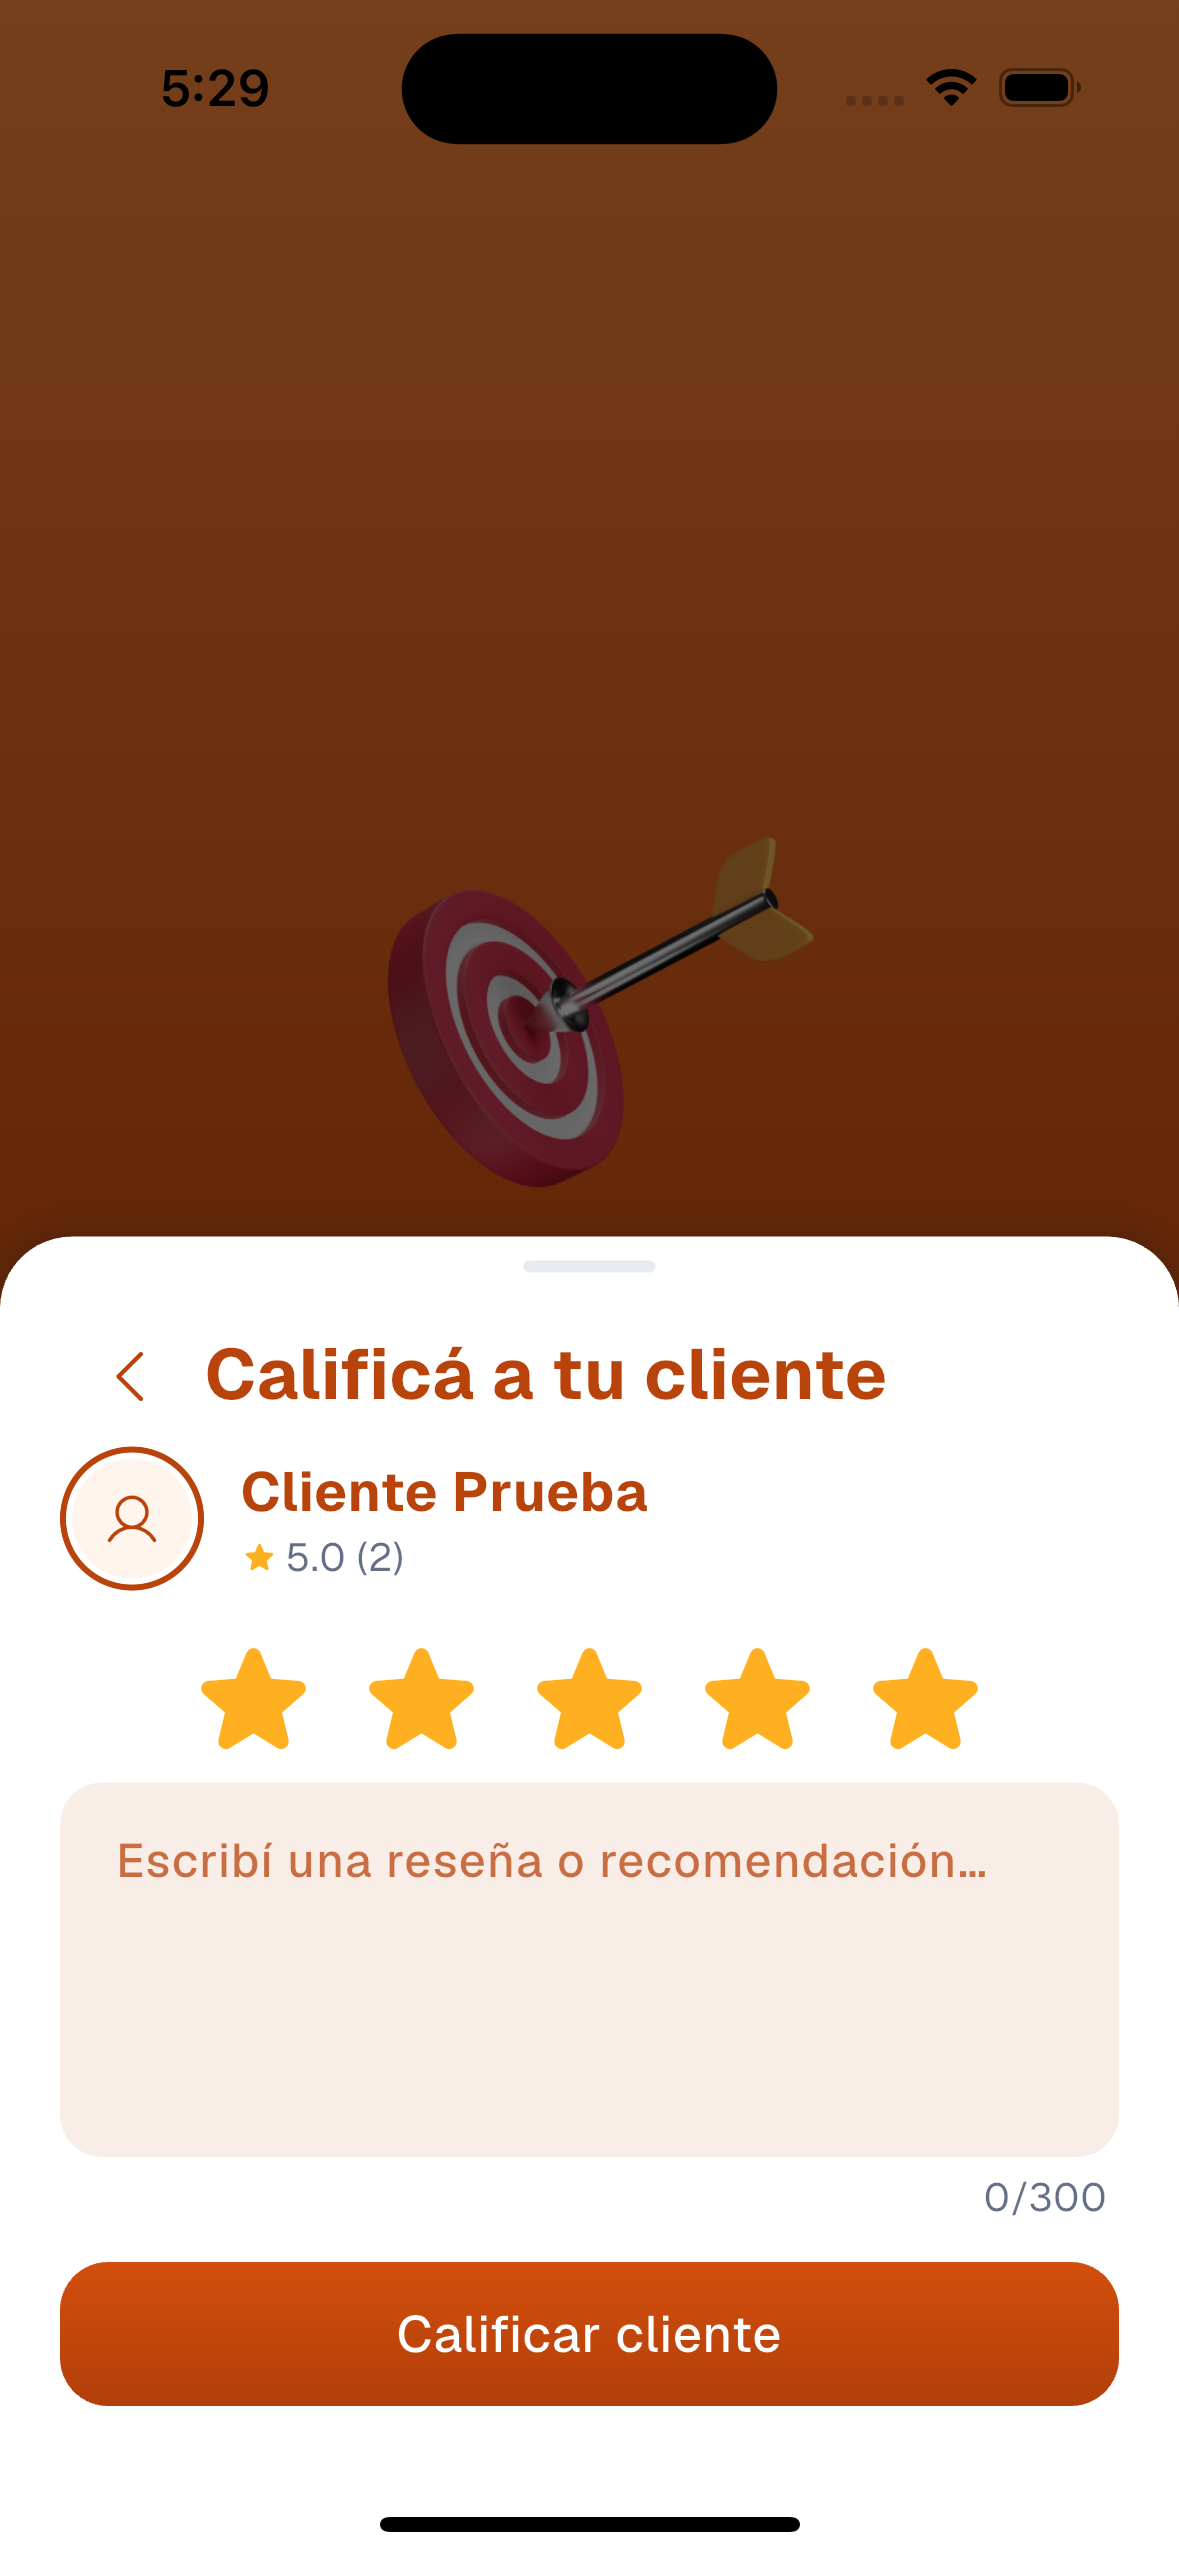 5:29
Calificá a tu cliente
Cliente Prueba
5.0 (2)
Escribí una reseña o recomendación...
0/300
Calificar cliente